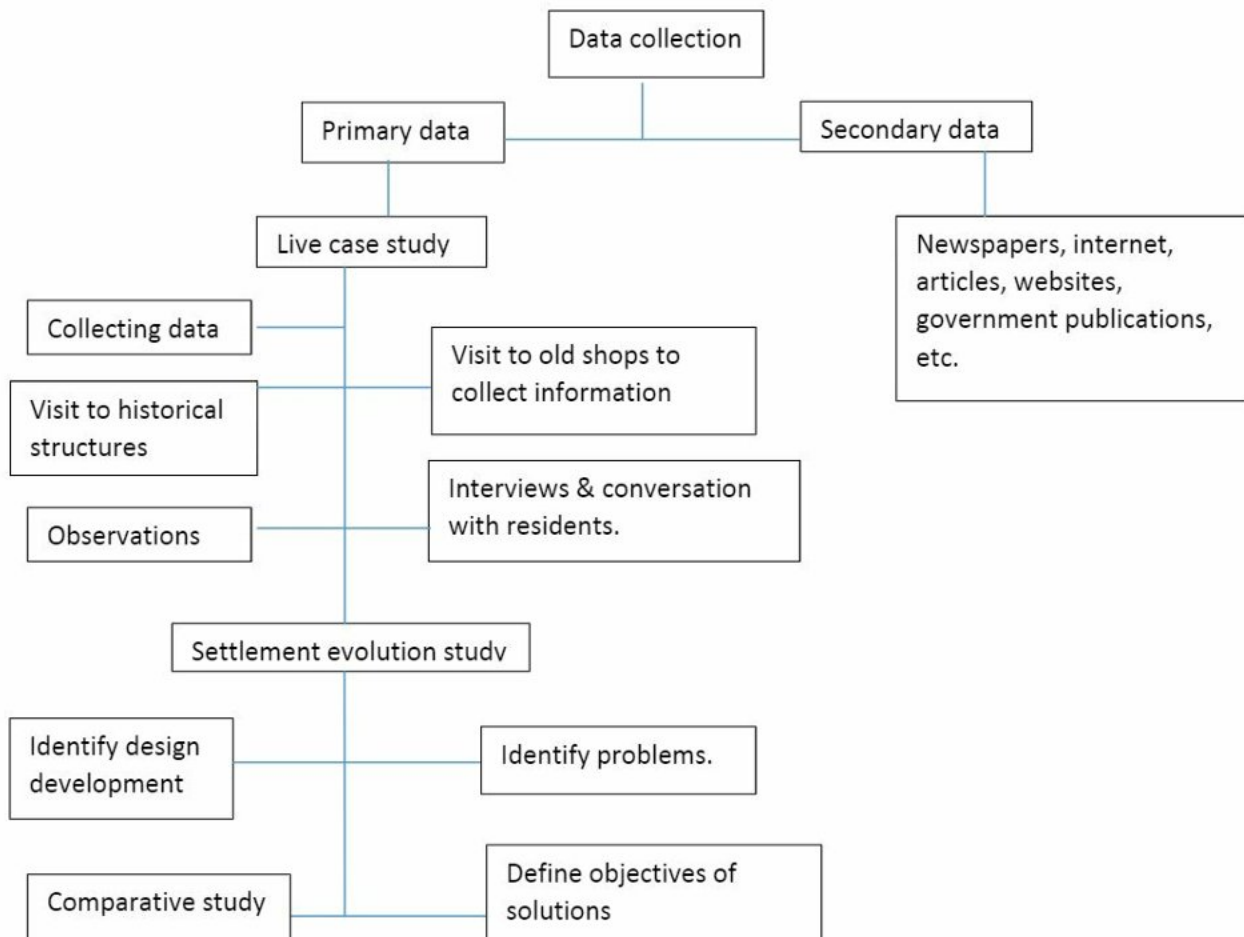 Data collection
Primary data
Secondary data
Live case study
Newspapers, internet,
articles, websites,
government publications,
etc.
Collecting data
Visit to old shops to
collect information
Visit to historical
structures
Interviews & conversation
with residents.
Observations
Settlement evolution study
Identify design
development
Identify problems.
Define objectives of
solutions
Comparative study